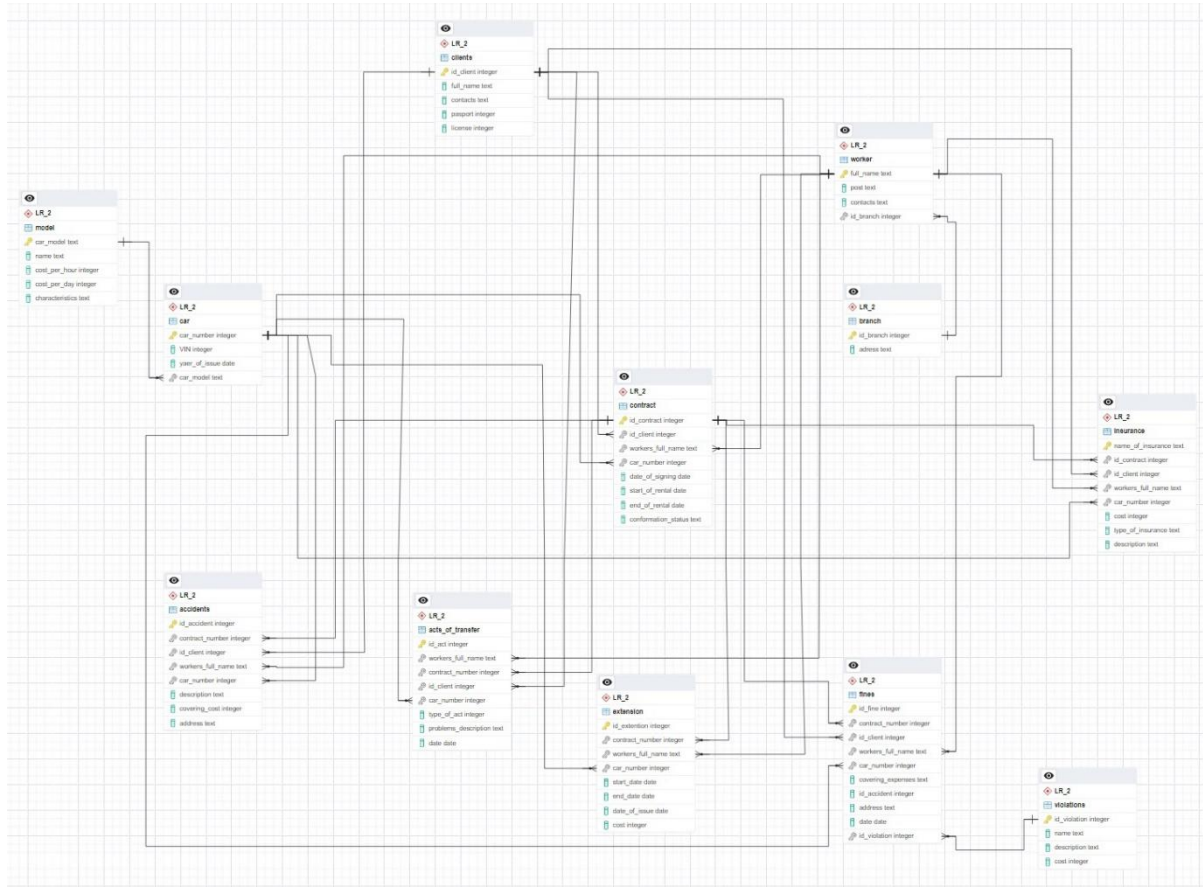 LR_2
clients
id_client integer
full_name text
contacts text
pasport integer
license integer
LR_2
worker
full_name text
post text
contacts text
id_branch integer
LR_2
model
car_model text
name text
cost_per_hour integer
cost_per_day integer
characteristics text
LR_2
car
car_number integer
VIN integer
yaer_of_issue date
car_model text
LR_2
branch
id_branch integer
adress text
LR_2
contract
id_contract integer
id_client integer
workers_full_name text
car_number integer
date_of_signing date
start_of_rental date
end_of_rental date
conformation_status text
LR_2
insurance
name_of_insurance text
id_contract integer
id_client integer
workers_full_name text
car_number integer
cost integer
type_of_insurance text
description text
LR_2
accidents
id_accident integer
contract_number integer
id_client integer
workers_full_name text
car_number integer
description text
covering_cost integer
address text
LR_2
acts_of_transfer
id_act integer
workers_full_name text
contract_number integer
id_client integer
car_number integer
type_of_act integer
problems_description text
date date
LR_2
extension
id_extention integer
contract_number integer
workers_full_name text
car_number integer
start_date date
end_date date
date_of_issue date
cost integer
LR_2
fines
id_fine integer
contract_number integer
id_client integer
workers_full_name text
car_number integer
covering_expenses text
id_accident integer
address text
date date
id_violation integer
LR_2
violations
id_violation integer
name text
description text
cost integer